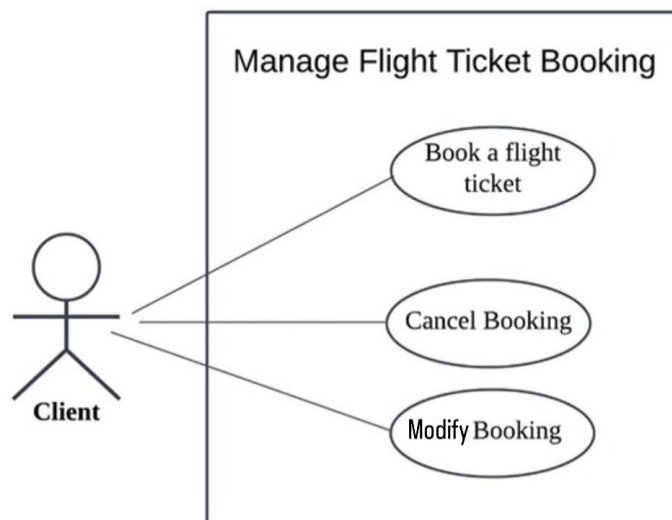 Manage Flight Ticket Booking
Book a flight
ticket
Cancel Booking
Modify Booking
Client